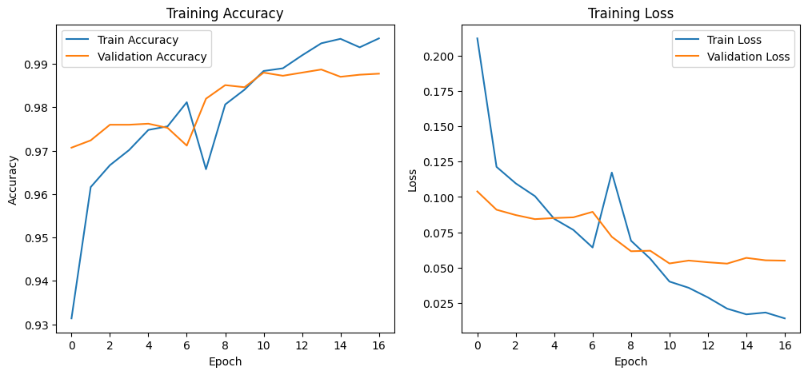 Training Accuracy
Train Accuracy
Validation Accuracy
0.99
0.98
0.97
0.96
0.95
0.94
0.93
Accuracy
0 2 4 6 8 10 12 14 16
Epoch
Training Loss
Train Loss
Validation Loss
0.200
0.175
0.150
0.125
0.100
0.075
0.050
0.025
Loss
0 2 4 6 8 10 12 14 16
Epoch